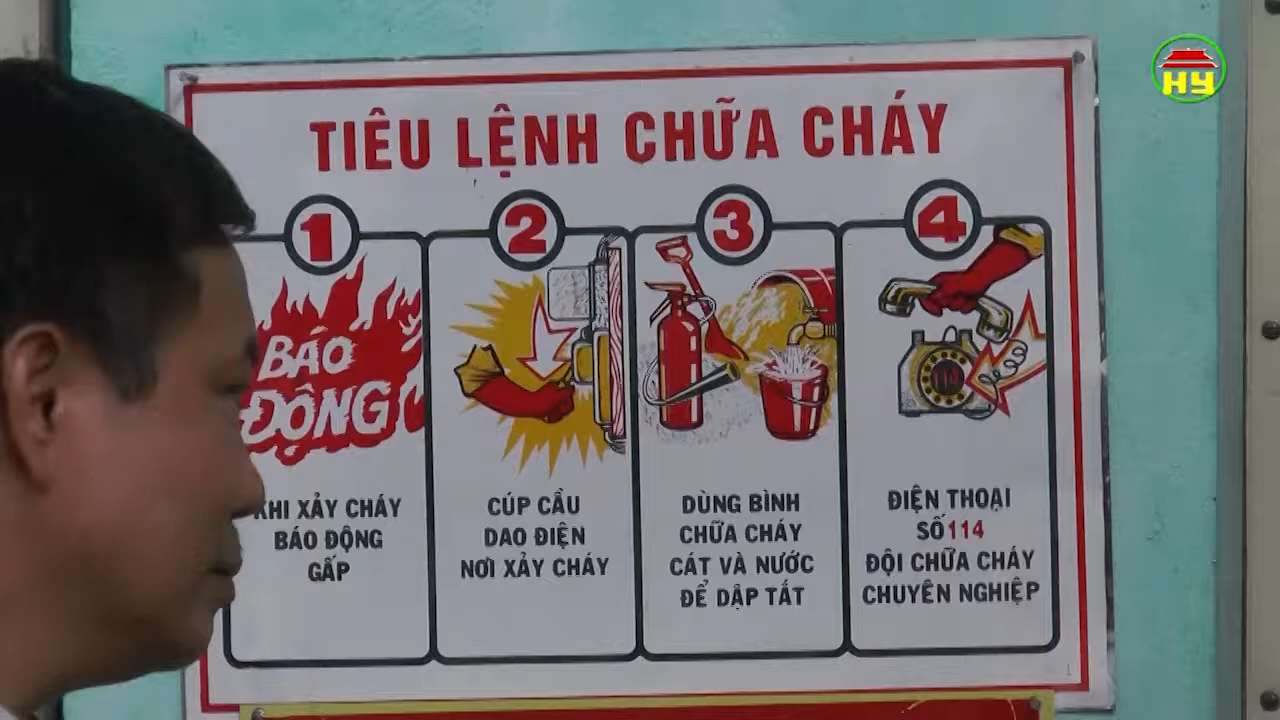 HY
TIÊU LỆNH CHỮA CHÁY
1
2
3
4
BÁO
ĐỘNG
114
KHI XẢY CHÁY
BÁO ĐỘNG
GẤP
CÚP CẦU
DAO ĐIỆN
NƠI XẢY CHÁY
DÙNG BÌNH
CHỮA CHÁY
CÁT VÀ NƯỚC
ĐỂ DẬP TẮT
ĐIỆN THOẠI
SỐ 114
ĐỘI CHỮA CHÁY
CHUYÊN NGHIỆP